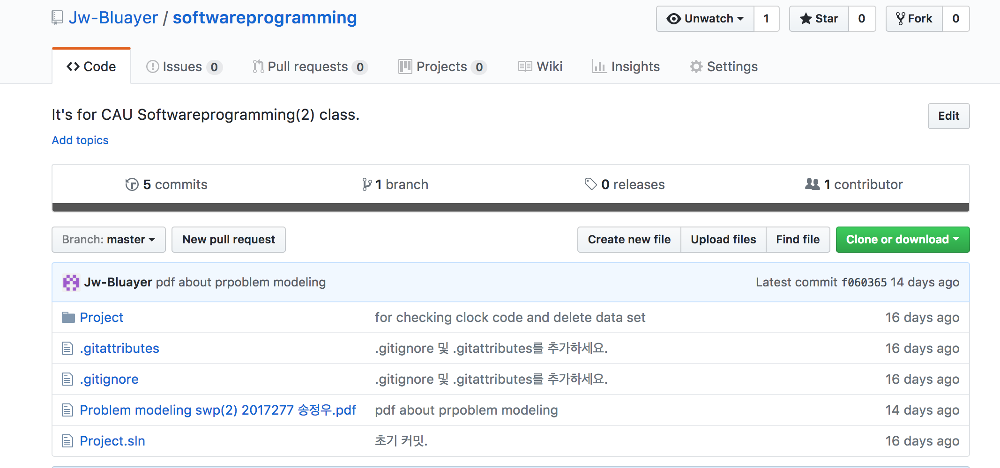 Jw-Bluayer / softwareprogramming Unwatch 1 Star 0 Fork 0
Code Issues 0 Pull requests 0 Projects 0 Wiki Insights Settings
It's for CAU Softwareprogramming(2) class. Edit
Add topics
5 commits 1 branch 0 releases 1 contributor
Branch: master New pull request Create new file Upload files Find file Clone or download
Jw-Bluayer pdf about prpoblem modeling Latest commit f060365 14 days ago
Project for checking clock code and delete data set 16 days ago
.gitattributes .gitignore 및 .gitattributes를 추가하세요. 16 days ago
.gitignore .gitignore 및 .gitattributes를 추가하세요. 16 days ago
Problem modeling swp(2) 2017277 송정우.pdf pdf about prpoblem modeling 14 days ago
Project.sln 초기 커밋. 16 days ago